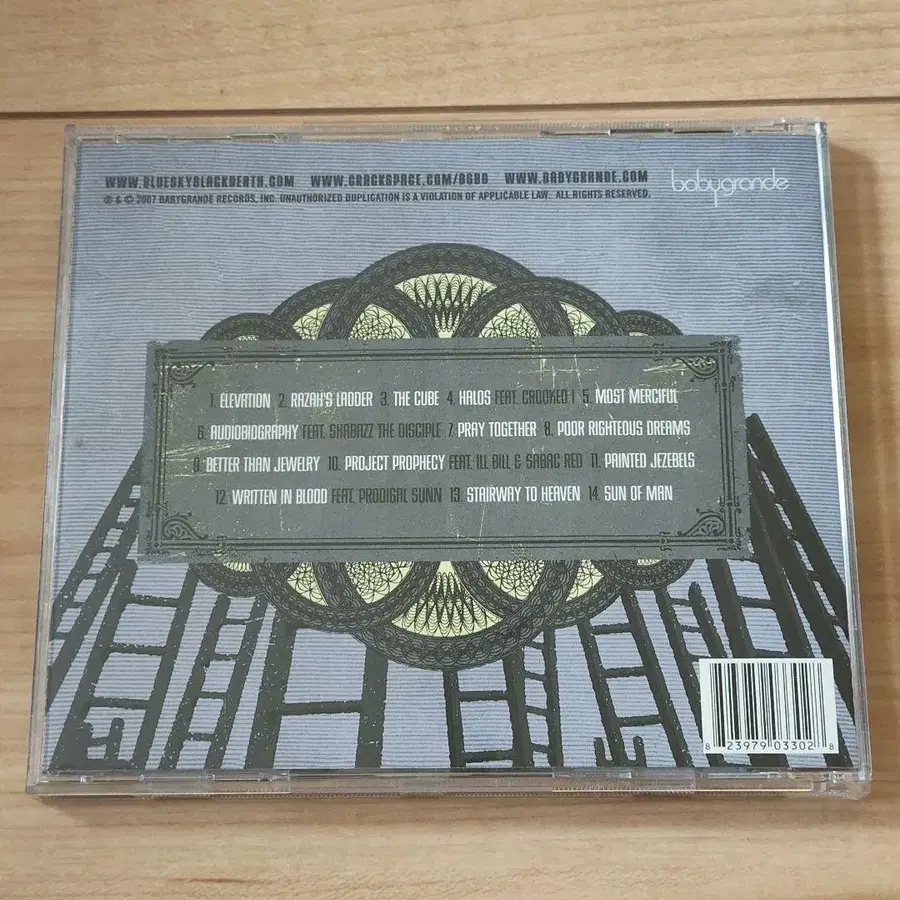 WWW.BLUESKYBLACKDEATH.COM WWW.CRACKSPACE.COM/BGBO WWW.BABYGRANDE.COM
babygrande
℗ & © 2007 BABYGRANDE RECORDS, INC. UNAUTHORIZED DUPLICATION IS A VIOLATION OF APPLICABLE LAW. ALL RIGHTS RESERVED.
1. ELEVATION 2. RAZAH'S LADDER 3. THE CUBE 4. HALOS FEAT. CROOKED I 5. MOST MERCIFUL
6. AUDIOBIOGRAPHY FEAT. SHABAZZ THE DISCIPLE 7. PRAY TOGETHER 8. POOR RIGHTEOUS DREAMS
9. BETTER THAN JEWELRY 10. PROJECT PROPHECY FEAT. ILL BILL & SABAC RED 11. PAINTED JEZEBELS
12. WRITTEN IN BLOOD FEAT. PRODIGAL SUNN 13. STAIRWAY TO HEAVEN 14. SUN OF MAN
8 23979 03302 8